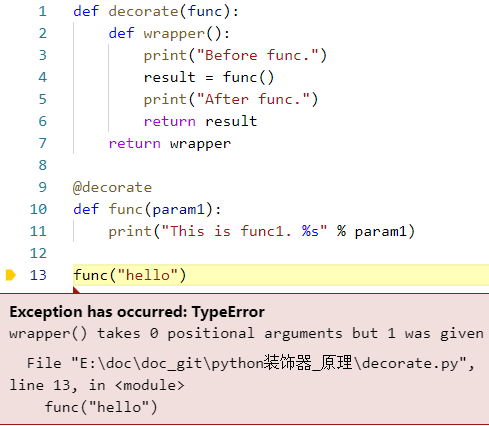 1 def decorate(func):
2     def wrapper():
3         print("Before func.")
4         result = func()
5         print("After func.")
6         return result
7     return wrapper
8
9 @decorate
10 def func(param1):
11     print("This is func1. %s" % param1)
12
13 func("hello")
Exception has occurred: TypeError
wrapper() takes 0 positional arguments but 1 was given
  File "E:\doc\doc_git\python装饰器_原理\decorate.py",
line 13, in <module>
    func("hello")